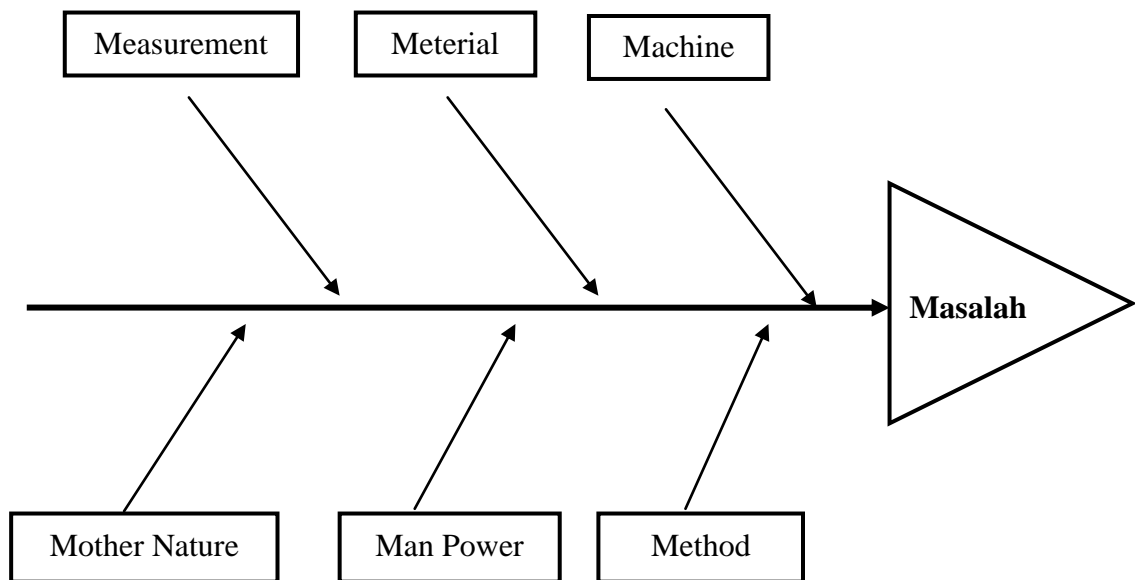 Measurement
Meterial
Machine
Masalah
Mother Nature
Man Power
Method